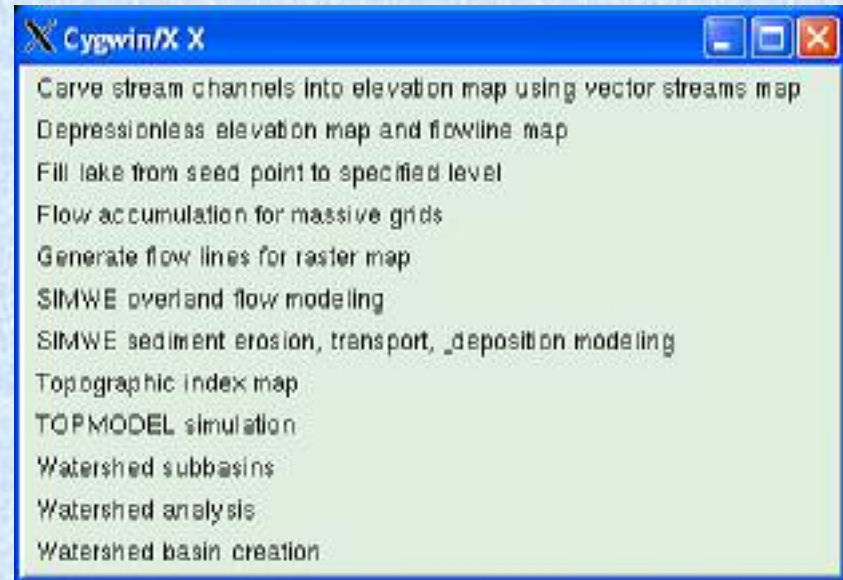 Cygwin/X X
Carve stream channels into elevation map using vector streams map
Depressionless elevation map and flowline map
Fill lake from seed point to specified level
Flow accumulation for massive grids
Generate flow lines for raster map
SIMWE overland flow modeling
SIMWE sediment erosion, transport, _deposition modeling
Topographic index map
TOPMODEL simulation
Watershed subbasins
Watershed analysis
Watershed basin creation